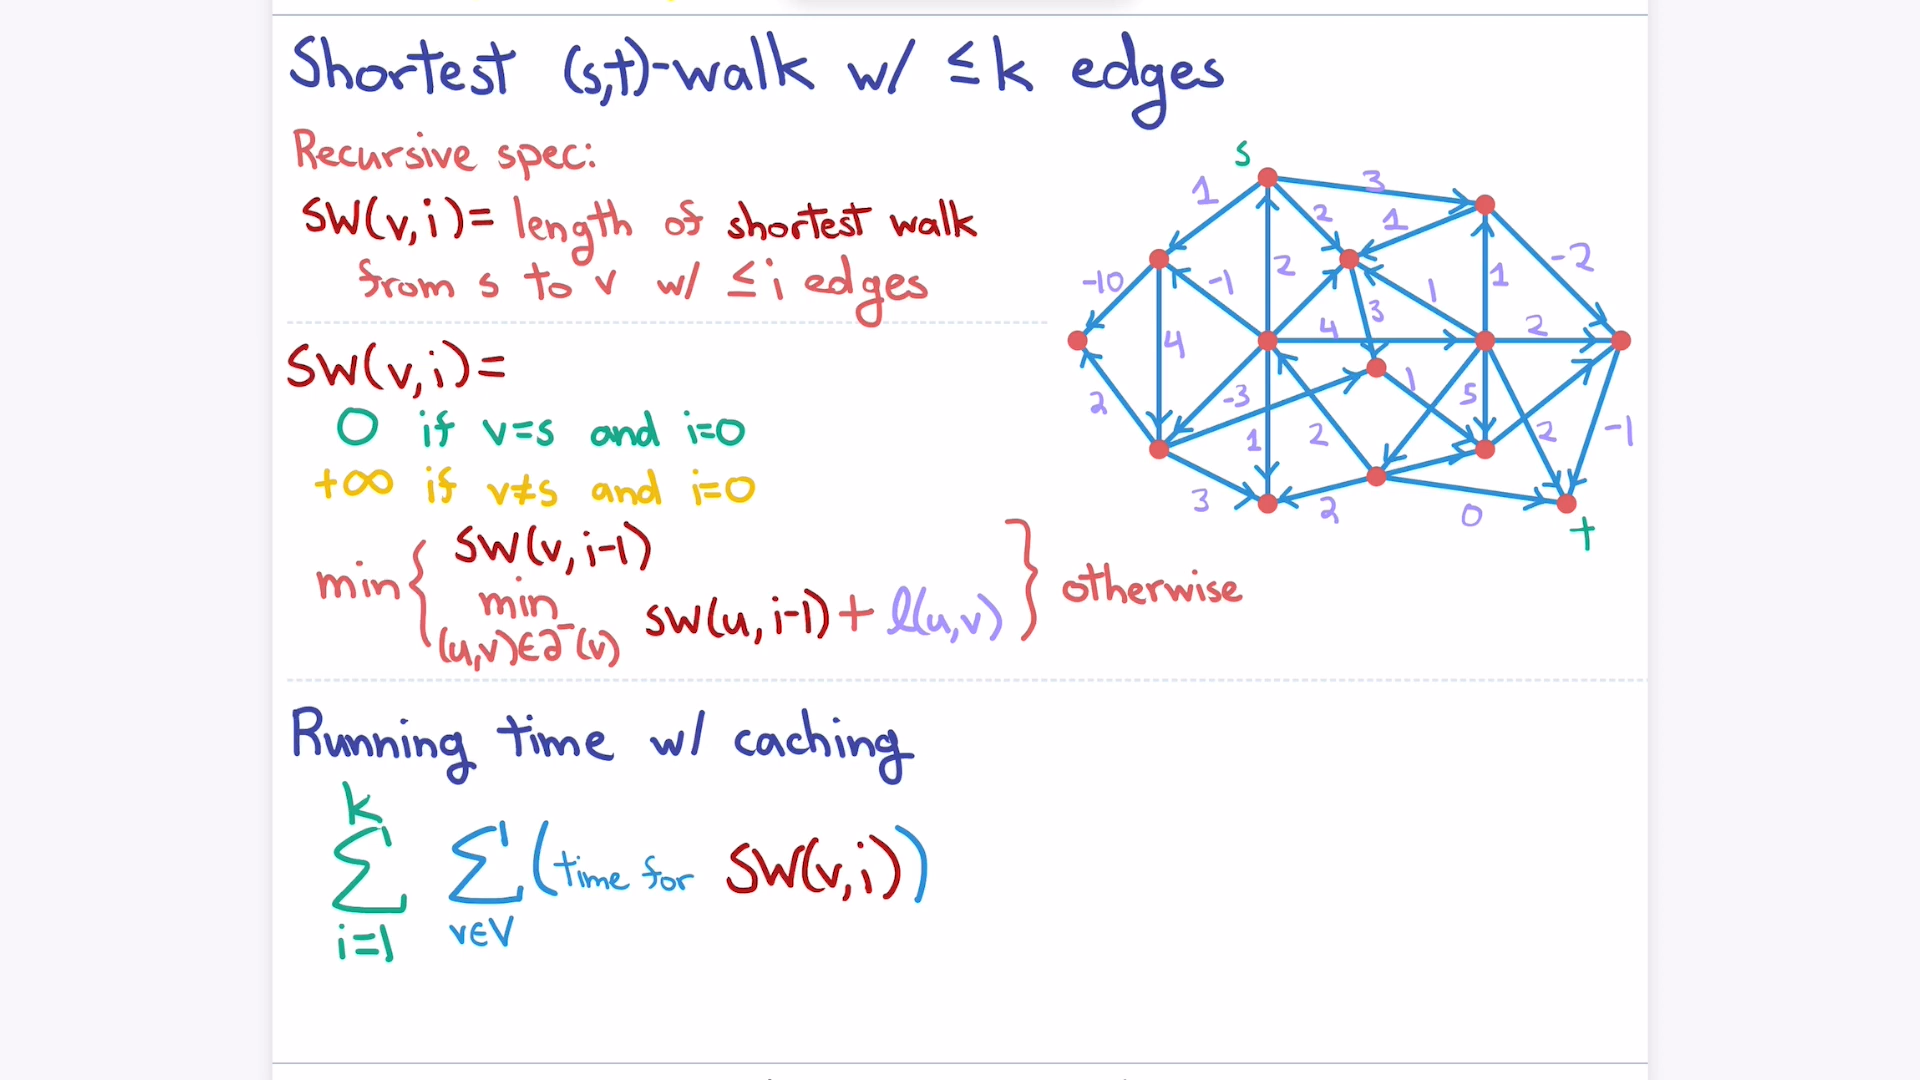 Shortest (s,t)-walk w/ ≤k edges
Recursive spec:
SW(v,i)= length of shortest walk
from s to v w/ ≤i edges
SW(v,i)=
0 if v=s and i=0
+∞ if v≠s and i=0
min{ SW(v,i-1)
min SW(u,i-1)+ℓ(u,v) } otherwise
(u,v)∈∂⁻(v)
s
3
1
2
1
-10
-1
2
1
1
-2
4
4
3
2
2
-3
1
5
1
2
2
-1
3
2
0
t
Running time w/ caching
k
∑ ∑(time for SW(v,i))
i=1 v∈V